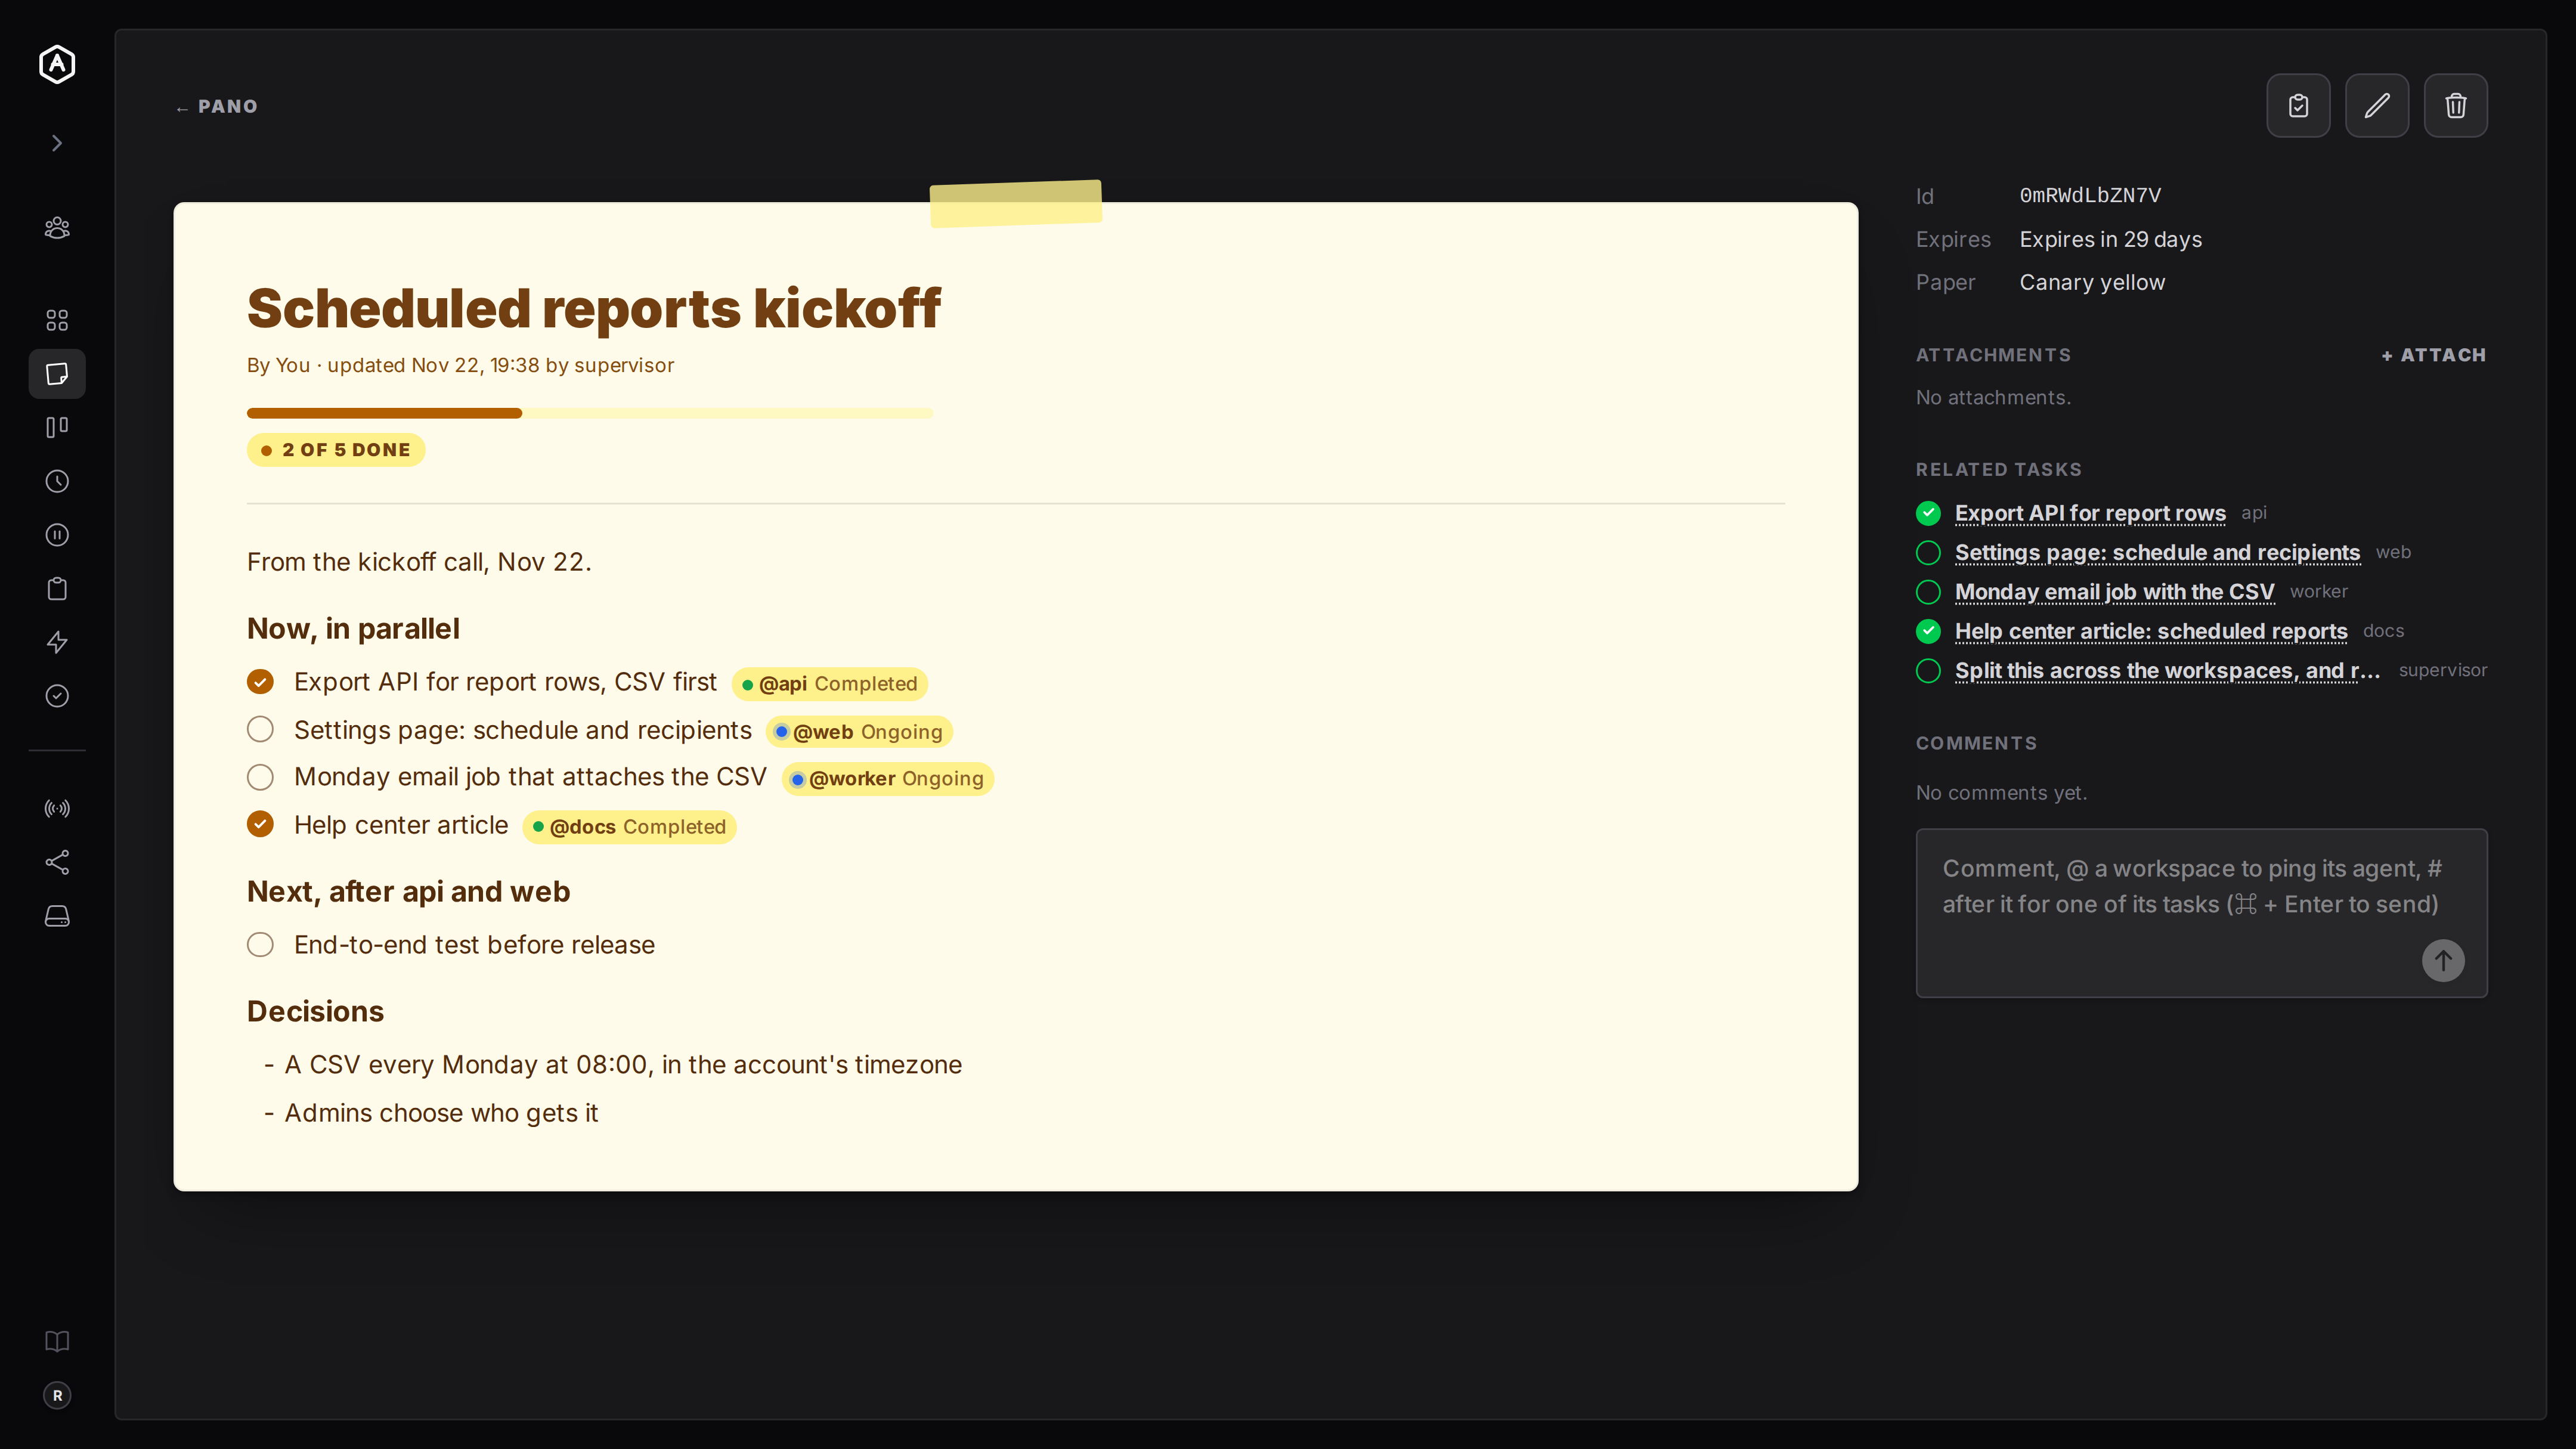 ← PANO
Scheduled reports kickoff
By You · updated Nov 22, 19:38 by supervisor
2 OF 5 DONE
From the kickoff call, Nov 22.
Now, in parallel
Export API for report rows, CSV first @api Completed
Settings page: schedule and recipients @web Ongoing
Monday email job that attaches the CSV @worker Ongoing
Help center article @docs Completed
Next, after api and web
End-to-end test before release
Decisions
- A CSV every Monday at 08:00, in the account's timezone
- Admins choose who gets it
Id 0mRWdLbZN7V
Expires Expires in 29 days
Paper Canary yellow
ATTACHMENTS + ATTACH
No attachments.
RELATED TASKS
Export API for report rows api
Settings page: schedule and recipients web
Monday email job with the CSV worker
Help center article: scheduled reports docs
Split this across the workspaces, and r... supervisor
COMMENTS
No comments yet.
Comment, @ a workspace to ping its agent, #
after it for one of its tasks (⌘ + Enter to send)
R